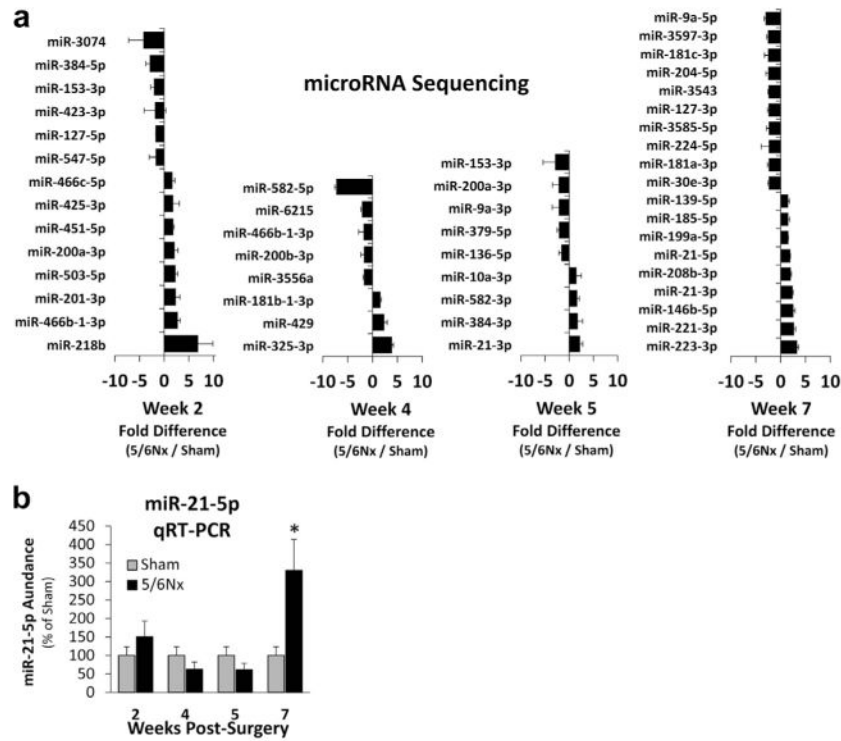 a
microRNA Sequencing
miR-3074
miR-384-5p
miR-153-3p
miR-423-3p
miR-127-5p
miR-547-5p
miR-466c-5p
miR-425-3p
miR-451-5p
miR-200a-3p
miR-503-5p
miR-201-3p
miR-466b-1-3p
miR-218b
-10 -5 0 5 10
Week 2
Fold Difference
(5/6Nx / Sham)
miR-582-5p
miR-6215
miR-466b-1-3p
miR-200b-3p
miR-3556a
miR-181b-1-3p
miR-429
miR-325-3p
-10 -5 0 5 10
Week 4
Fold Difference
(5/6Nx / Sham)
miR-153-3p
miR-200a-3p
miR-9a-3p
miR-379-5p
miR-136-5p
miR-10a-3p
miR-582-3p
miR-384-3p
miR-21-3p
-10 -5 0 5 10
Week 5
Fold Difference
(5/6Nx / Sham)
miR-9a-5p
miR-3597-3p
miR-181c-3p
miR-204-5p
miR-3543
miR-127-3p
miR-3585-5p
miR-224-5p
miR-181a-3p
miR-30e-3p
miR-139-5p
miR-185-5p
miR-199a-5p
miR-21-5p
miR-208b-3p
miR-21-3p
miR-146b-5p
miR-221-3p
miR-223-3p
-10 -5 0 5 10
Week 7
Fold Difference
(5/6Nx / Sham)
b
miR-21-5p
qRT-PCR
miR-21-5p Aundance
(% of Sham)
450
400
350
300
250
200
150
100
50
0
Sham
5/6Nx
*
2 4 5 7
Weeks Post-Surgery